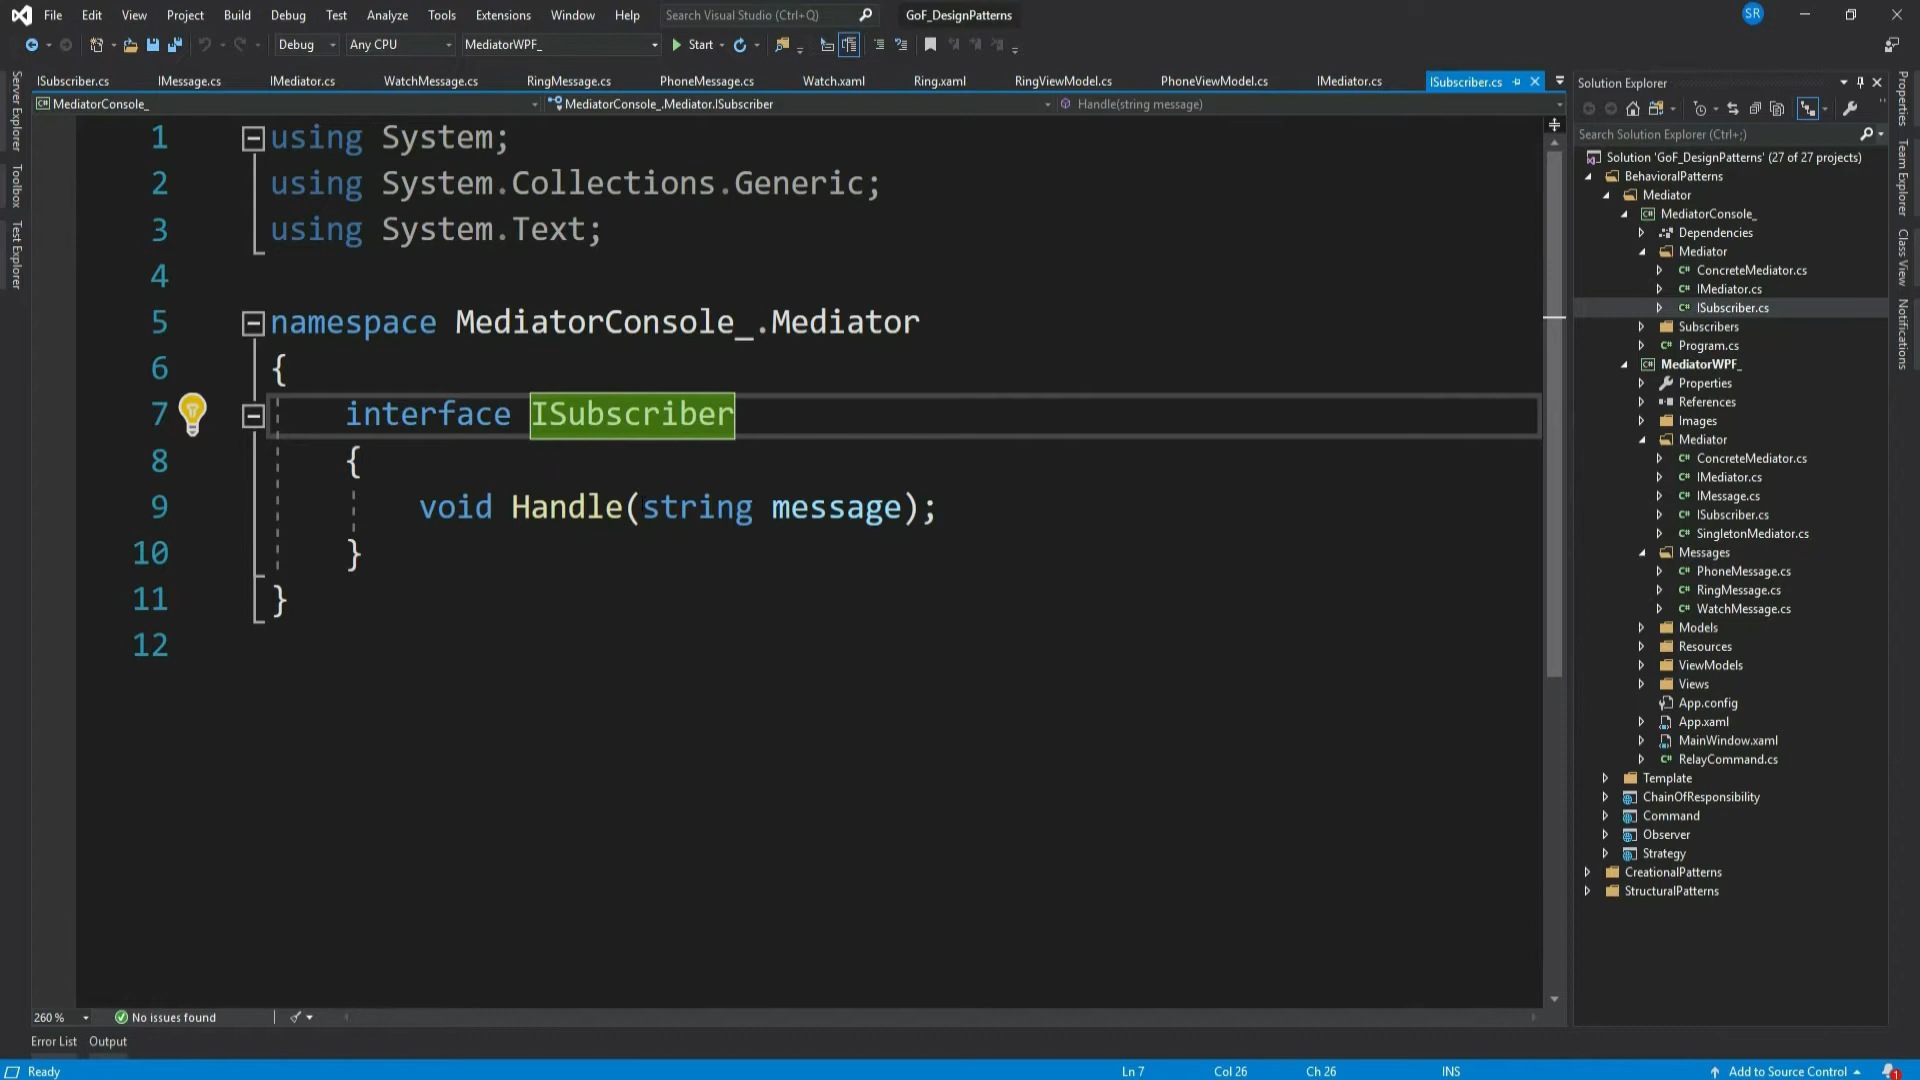 File Edit View Project Build Debug Test Analyze Tools Extensions Window Help Search Visual Studio (Ctrl+Q) GoF_DesignPatterns SR
Debug Any CPU MediatorWPF_ Start
ISubscriber.cs IMessage.cs IMediator.cs WatchMessage.cs RingMessage.cs PhoneMessage.cs Watch.xaml Ring.xaml RingViewModel.cs PhoneViewModel.cs IMediator.cs ISubscriber.cs
MediatorConsole_ MediatorConsole_.Mediator.ISubscriber Handle(string message)
Server Explorer
Toolbox
Test Explorer
1 using System;
2 using System.Collections.Generic;
3 using System.Text;
4
5 namespace MediatorConsole_.Mediator
6 {
7 interface ISubscriber
8 {
9 void Handle(string message);
10 }
11 }
12
260 % No issues found
Error List Output
Solution Explorer
Search Solution Explorer (Ctrl+;)
Solution 'GoF_DesignPatterns' (27 of 27 projects)
BehavioralPatterns
Mediator
C# MediatorConsole_
Dependencies
Mediator
C# ConcreteMediator.cs
C# IMediator.cs
C# ISubscriber.cs
Subscribers
C# Program.cs
C# MediatorWPF_
Properties
References
Images
Mediator
C# ConcreteMediator.cs
C# IMediator.cs
C# IMessage.cs
C# ISubscriber.cs
C# SingletonMediator.cs
Messages
C# PhoneMessage.cs
C# RingMessage.cs
C# WatchMessage.cs
Models
Resources
ViewModels
Views
App.config
App.xaml
MainWindow.xaml
C# RelayCommand.cs
Template
ChainOfResponsibility
Command
Observer
Strategy
CreationalPatterns
StructuralPatterns
Properties
Team Explorer
Class View
Notifications
Ready Ln 7 Col 26 Ch 26 INS Add to Source Control 1